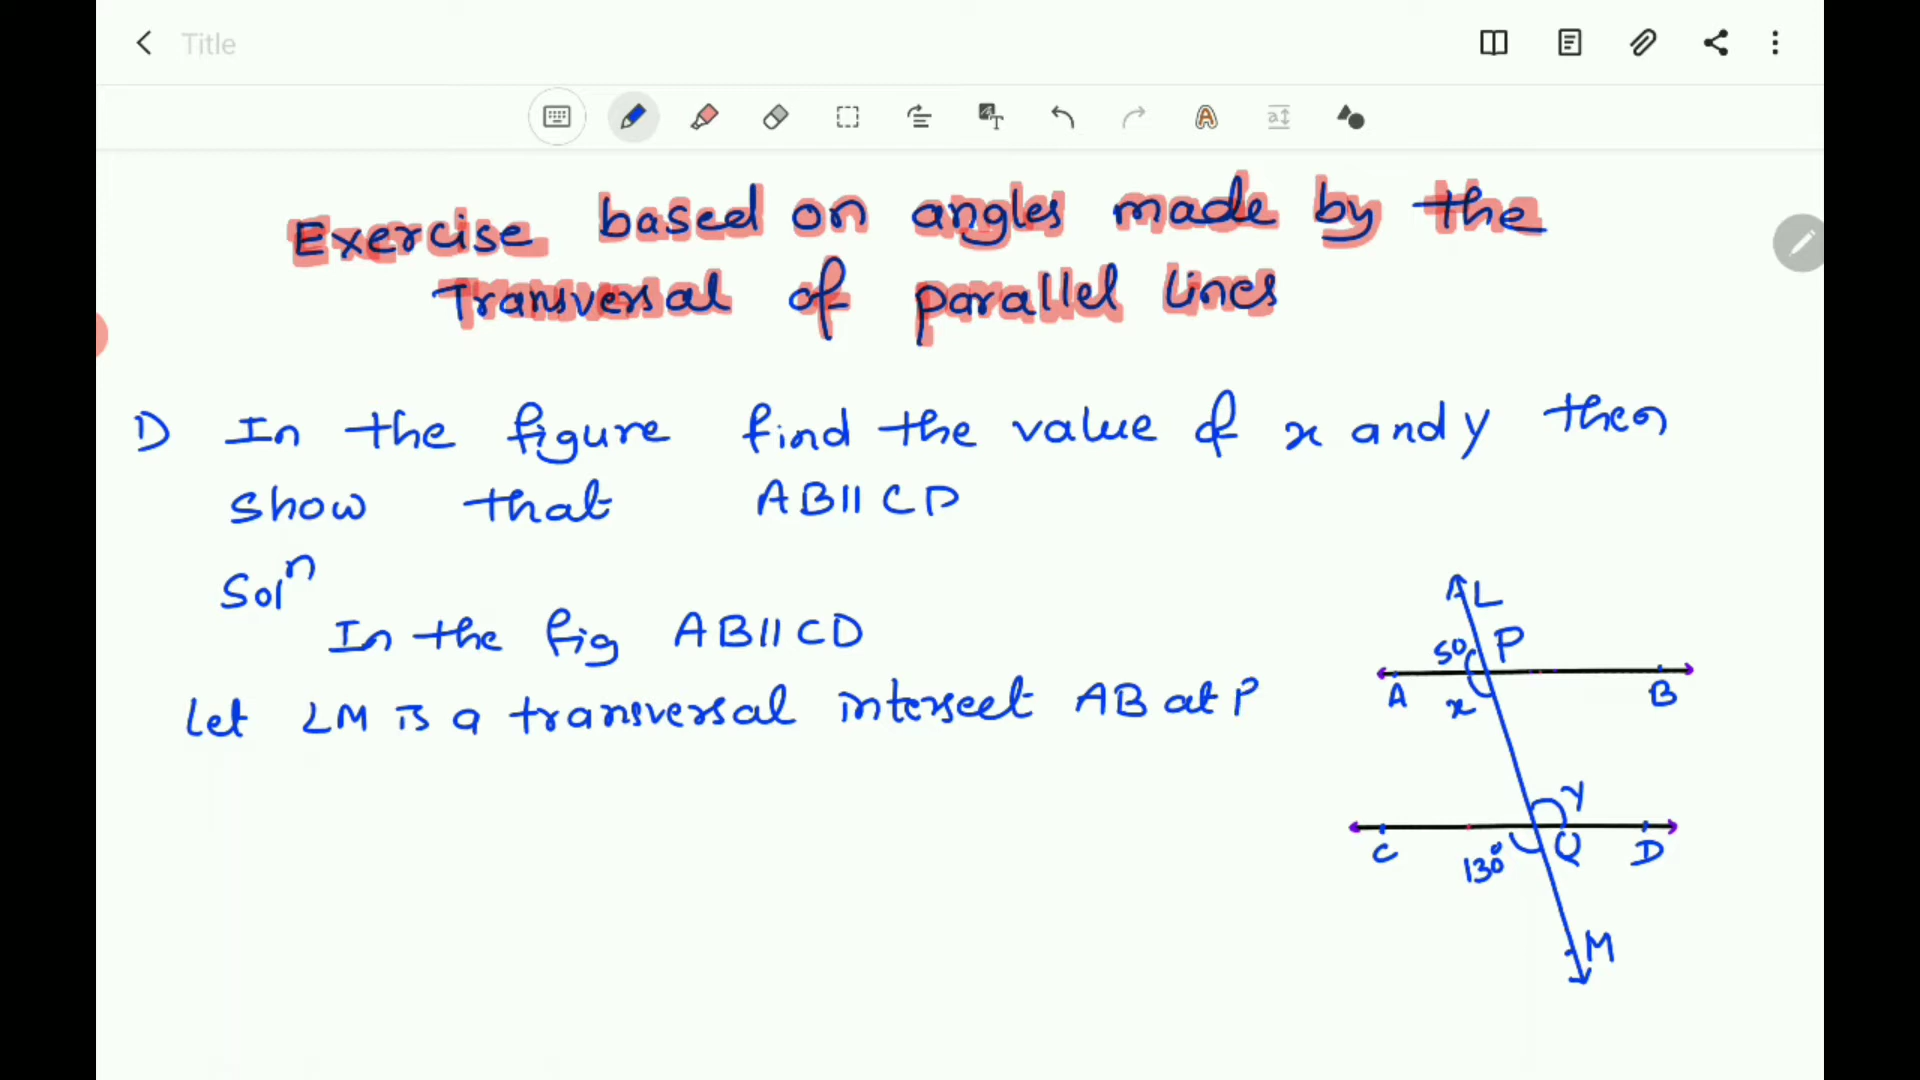 Title
Exercise based on angles made by the
Transversal of parallel lines
1) In the figure find the value of x and y then
show that AB || CD
Solⁿ
In the fig AB || CD
Let LM is a transversal intersect AB at P
L
50° P
A x B
y
C 130° Q D
M